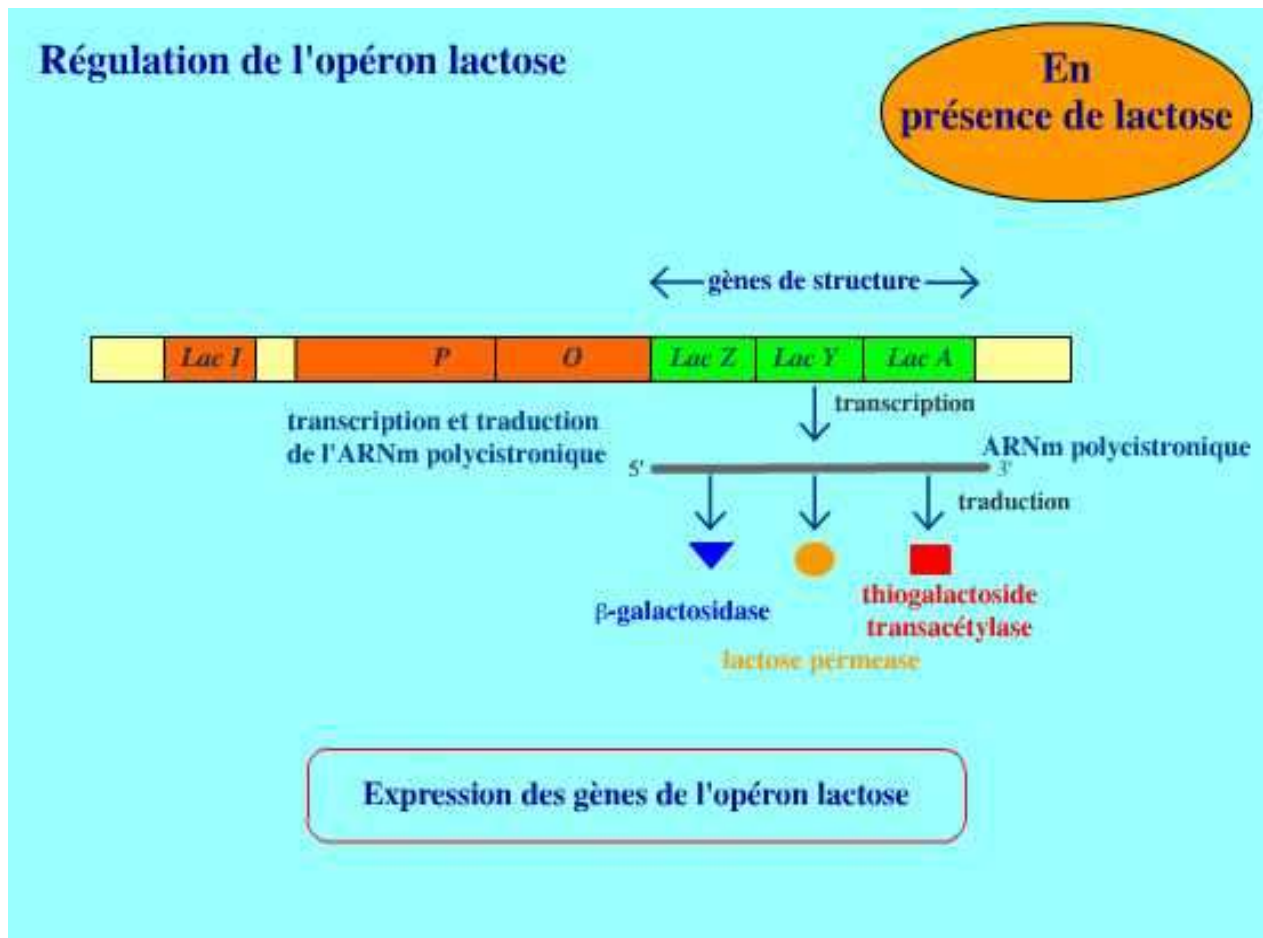 Régulation de l'opéron lactose
En
présence de lactose
gènes de structure
Lac I
P
O
Lac Z
Lac Y
Lac A
transcription
transcription et traduction
de l'ARNm polycistronique
ARNm polycistronique
5'
3'
traduction
β-galactosidase
thiogalactoside
transacétylase
lactose permease
Expression des gènes de l'opéron lactose